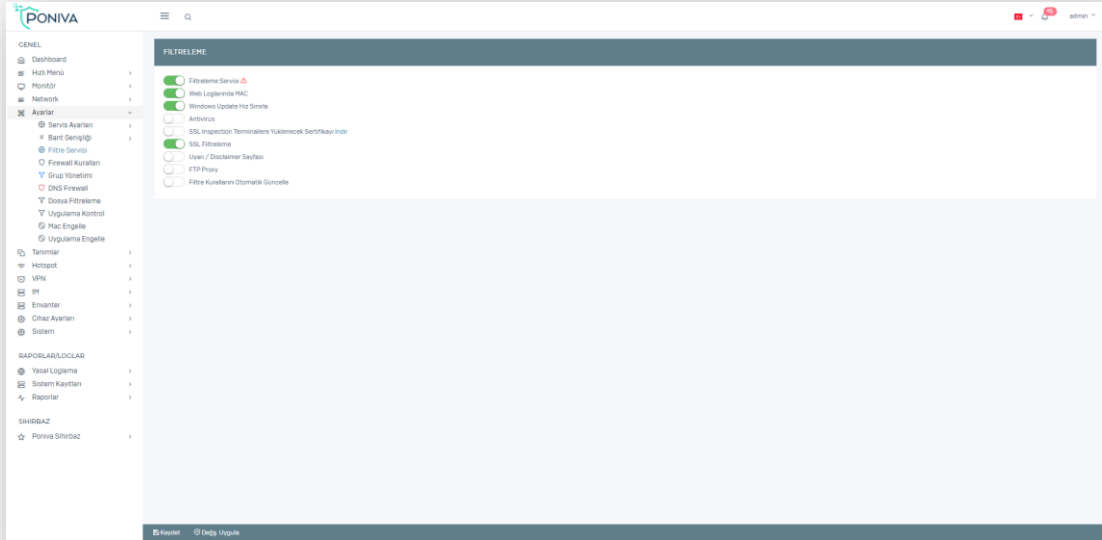 PONIVA
41
admin
GENEL
Dashboard
Hızlı Menü
Monitör
Network
Ayarlar
Servis Ayarları
Bant Genişliği
Filtre Servisi
Firewall Kuralları
Grup Yönetimi
DNS Firewall
Dosya Filtreleme
Uygulama Kontrol
Mac Engelle
Uygulama Engelle
Tanımlar
Hotspot
VPN
IM
Envanter
Cihaz Ayarları
Sistem
RAPORLAR/LOGLAR
Yasal Loglama
Sistem Kayıtları
Raporlar
SIHIRBAZ
Poniva Sihirbaz
FİLTRELEME
Filtreleme Servisi
Web Loglarında MAC
Windows Update Hız Sınırla
Antivirüs
SSL Inspection Terminallere Yüklenecek Sertifikayı İndir
SSL Filtreleme
Uyarı / Disclaimer Sayfası
FTP Proxy
Filtre Kurallarını Otomatik Güncelle
Kaydet Değş. Uygula